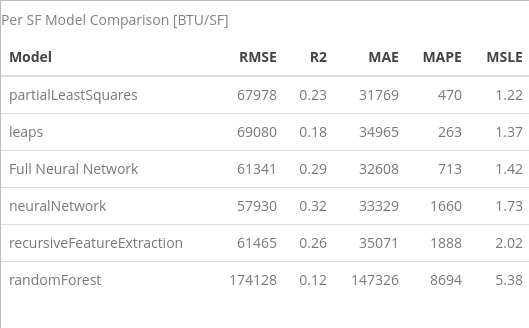 Per SF Model Comparison [BTU/SF]
Model RMSE R2 MAE MAPE MSLE
partialLeastSquares 67978 0.23 31769 470 1.22
leaps 69080 0.18 34965 263 1.37
Full Neural Network 61341 0.29 32608 713 1.42
neuralNetwork 57930 0.32 33329 1660 1.73
recursiveFeatureExtraction 61465 0.26 35071 1888 2.02
randomForest 174128 0.12 147326 8694 5.38